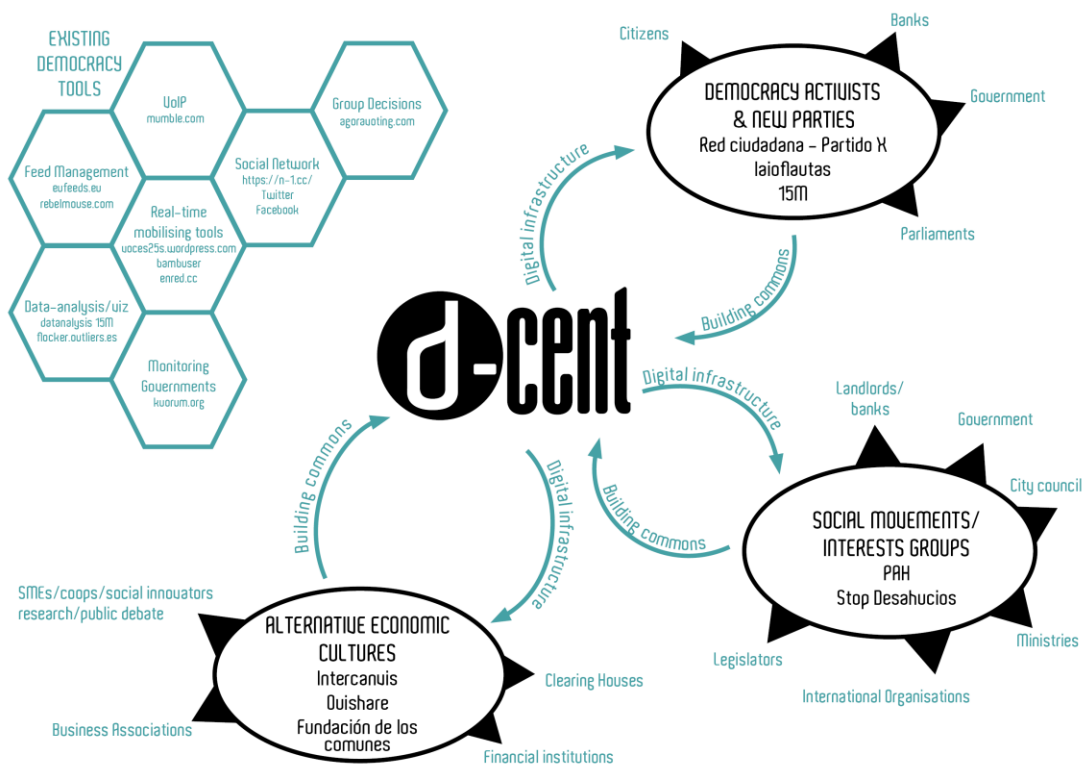 EXISTING
DEMOCRACY
TOOLS
VoIP
mumble.com
Group Decisions
agoravoting.com
Feed Management
eufeeds.eu
rebelmouse.com
Social Network
https://n-1.cc/
Twitter
Facebook
Real-time
mobilising tools
voces25s.wordpress.com
bambuser
enred.cc
Data-analysis/viz
datanalysis 15M
flocker.outliers.es
Monitoring
Governments
kuorum.org
Citizens
Banks
Government
Parliaments
DEMOCRACY ACTIVISTS
& NEW PARTIES
Red ciudadana - Partido X
Iaioflautas
15M
Digital infrastructure
Building commons
d-cent
Digital infrastructure
Building commons
Building commons
Digital infrastructure
Landlords/
banks
Government
City council
Ministries
International Organisations
Legislators
SOCIAL MOVEMENTS/
INTERESTS GROUPS
PAH
Stop Desahucios
SMEs/coops/social innovators
research/public debate
Business Associations
Clearing Houses
Financial institutions
ALTERNATIVE ECONOMIC
CULTURES
Intercanvis
Ouishare
Fundación de los
comunes